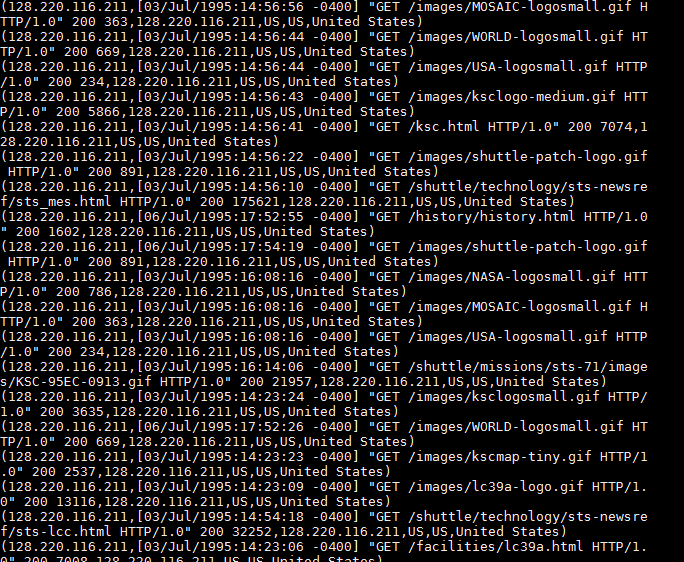 (128.220.116.211,[03/Jul/1995:14:56:56 -0400] "GET /images/MOSAIC-logosmall.gif H
TTP/1.0" 200 363,128.220.116.211,US,US,United States)
(128.220.116.211,[03/Jul/1995:14:56:44 -0400] "GET /images/WORLD-logosmall.gif HT
TP/1.0" 200 669,128.220.116.211,US,US,United States)
(128.220.116.211,[03/Jul/1995:14:56:44 -0400] "GET /images/USA-logosmall.gif HTTP
/1.0" 200 234,128.220.116.211,US,US,United States)
(128.220.116.211,[03/Jul/1995:14:56:43 -0400] "GET /images/ksclogo-medium.gif HTT
P/1.0" 200 5866,128.220.116.211,US,US,United States)
(128.220.116.211,[03/Jul/1995:14:56:41 -0400] "GET /ksc.html HTTP/1.0" 200 7074,1
28.220.116.211,US,US,United States)
(128.220.116.211,[03/Jul/1995:14:56:22 -0400] "GET /images/shuttle-patch-logo.gif
 HTTP/1.0" 200 891,128.220.116.211,US,US,United States)
(128.220.116.211,[03/Jul/1995:14:56:10 -0400] "GET /shuttle/technology/sts-newsre
f/sts_mes.html HTTP/1.0" 200 175621,128.220.116.211,US,US,United States)
(128.220.116.211,[06/Jul/1995:17:52:55 -0400] "GET /history/history.html HTTP/1.0
" 200 1602,128.220.116.211,US,US,United States)
(128.220.116.211,[06/Jul/1995:17:54:19 -0400] "GET /images/shuttle-patch-logo.gif
 HTTP/1.0" 200 891,128.220.116.211,US,US,United States)
(128.220.116.211,[03/Jul/1995:16:08:16 -0400] "GET /images/NASA-logosmall.gif HTT
P/1.0" 200 786,128.220.116.211,US,US,United States)
(128.220.116.211,[03/Jul/1995:16:08:16 -0400] "GET /images/MOSAIC-logosmall.gif H
TTP/1.0" 200 363,128.220.116.211,US,US,United States)
(128.220.116.211,[03/Jul/1995:16:08:16 -0400] "GET /images/USA-logosmall.gif HTTP
/1.0" 200 234,128.220.116.211,US,US,United States)
(128.220.116.211,[03/Jul/1995:16:14:06 -0400] "GET /shuttle/missions/sts-71/image
s/KSC-95EC-0913.gif HTTP/1.0" 200 21957,128.220.116.211,US,US,United States)
(128.220.116.211,[03/Jul/1995:14:23:24 -0400] "GET /images/ksclogosmall.gif HTTP/
1.0" 200 3635,128.220.116.211,US,US,United States)
(128.220.116.211,[06/Jul/1995:17:52:26 -0400] "GET /images/WORLD-logosmall.gif HT
TP/1.0" 200 669,128.220.116.211,US,US,United States)
(128.220.116.211,[03/Jul/1995:14:23:23 -0400] "GET /images/kscmap-tiny.gif HTTP/1
.0" 200 2537,128.220.116.211,US,US,United States)
(128.220.116.211,[03/Jul/1995:14:23:09 -0400] "GET /images/lc39a-logo.gif HTTP/1.
0" 200 13116,128.220.116.211,US,US,United States)
(128.220.116.211,[03/Jul/1995:14:54:18 -0400] "GET /shuttle/technology/sts-newsre
f/sts-lcc.html HTTP/1.0" 200 32252,128.220.116.211,US,US,United States)
(128.220.116.211,[03/Jul/1995:14:23:06 -0400] "GET /facilities/lc39a.html HTTP/1.
0" 200 7008,128.220.116.211,US,US,United States)